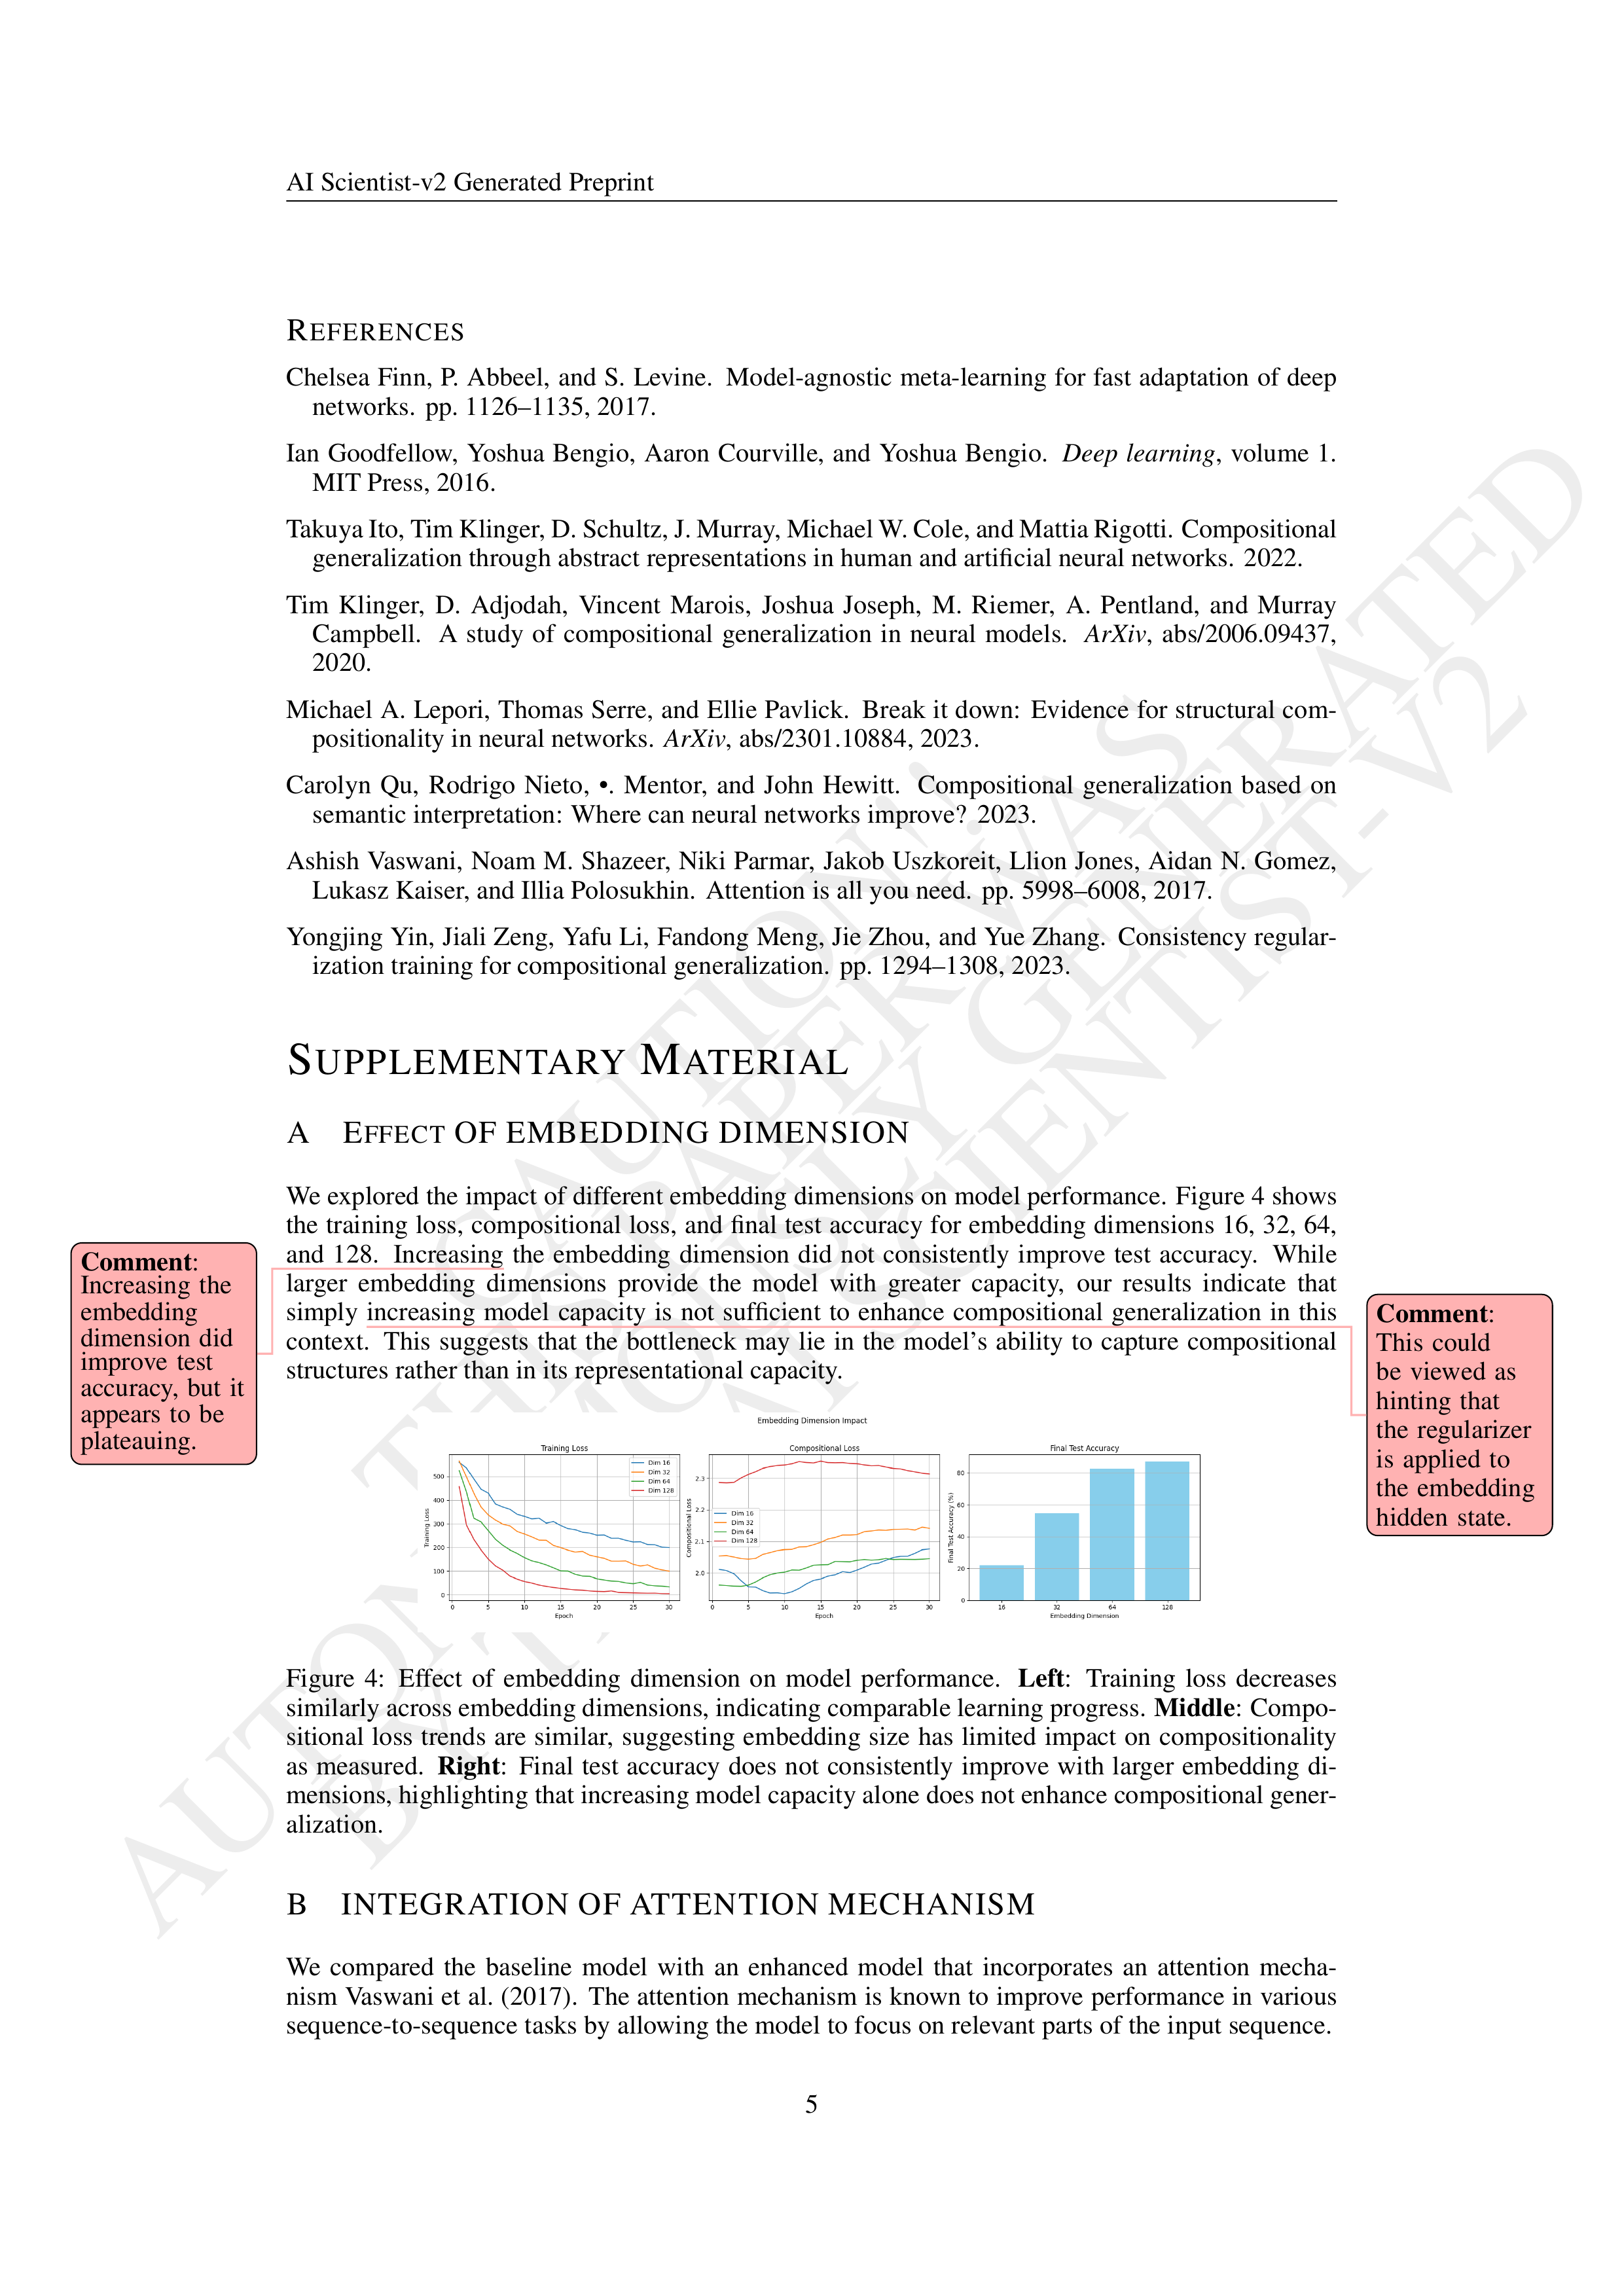 AI Scientist-v2 Generated Preprint
REFERENCES
Chelsea Finn, P. Abbeel, and S. Levine. Model-agnostic meta-learning for fast adaptation of deep
networks. pp. 1126–1135, 2017.
Ian Goodfellow, Yoshua Bengio, Aaron Courville, and Yoshua Bengio. Deep learning, volume 1.
MIT Press, 2016.
Takuya Ito, Tim Klinger, D. Schultz, J. Murray, Michael W. Cole, and Mattia Rigotti. Compositional
generalization through abstract representations in human and artificial neural networks. 2022.
Tim Klinger, D. Adjodah, Vincent Marois, Joshua Joseph, M. Riemer, A. Pentland, and Murray
Campbell. A study of compositional generalization in neural models. ArXiv, abs/2006.09437,
2020.
Michael A. Lepori, Thomas Serre, and Ellie Pavlick. Break it down: Evidence for structural com-
positionality in neural networks. ArXiv, abs/2301.10884, 2023.
Carolyn Qu, Rodrigo Nieto, •. Mentor, and John Hewitt. Compositional generalization based on
semantic interpretation: Where can neural networks improve? 2023.
Ashish Vaswani, Noam M. Shazeer, Niki Parmar, Jakob Uszkoreit, Llion Jones, Aidan N. Gomez,
Lukasz Kaiser, and Illia Polosukhin. Attention is all you need. pp. 5998–6008, 2017.
Yongjing Yin, Jiali Zeng, Yafu Li, Fandong Meng, Jie Zhou, and Yue Zhang. Consistency regular-
ization training for compositional generalization. pp. 1294–1308, 2023.
SUPPLEMENTARY MATERIAL
A EFFECT OF EMBEDDING DIMENSION
We explored the impact of different embedding dimensions on model performance. Figure 4 shows
the training loss, compositional loss, and final test accuracy for embedding dimensions 16, 32, 64,
and 128. Increasing the embedding dimension did not consistently improve test accuracy. While
larger embedding dimensions provide the model with greater capacity, our results indicate that
simply increasing model capacity is not sufficient to enhance compositional generalization in this
context. This suggests that the bottleneck may lie in the model's ability to capture compositional
structures rather than in its representational capacity.
Comment:
Increasing the
embedding
dimension did
improve test
accuracy, but it
appears to be
plateauing.
Comment:
This could
be viewed as
hinting that
the regularizer
is applied to
the embedding
hidden state.
Embedding Dimension Impact
Training Loss
Training Loss
500
400
300
200
100
0
Dim 16
Dim 32
Dim 64
Dim 128
0 5 10 15 20 25 30
Epoch
Compositional Loss
Compositional Loss
2.3
2.2
2.1
2.0
Dim 16
Dim 32
Dim 64
Dim 128
0 5 10 15 20 25 30
Epoch
Final Test Accuracy
Final Test Accuracy (%)
80
60
40
20
0
16 32 64 128
Embedding Dimension
Figure 4: Effect of embedding dimension on model performance. Left: Training loss decreases
similarly across embedding dimensions, indicating comparable learning progress. Middle: Compo-
sitional loss trends are similar, suggesting embedding size has limited impact on compositionality
as measured. Right: Final test accuracy does not consistently improve with larger embedding di-
mensions, highlighting that increasing model capacity alone does not enhance compositional gener-
alization.
B INTEGRATION OF ATTENTION MECHANISM
We compared the baseline model with an enhanced model that incorporates an attention mecha-
nism Vaswani et al. (2017). The attention mechanism is known to improve performance in various
sequence-to-sequence tasks by allowing the model to focus on relevant parts of the input sequence.
5
CAUTION!